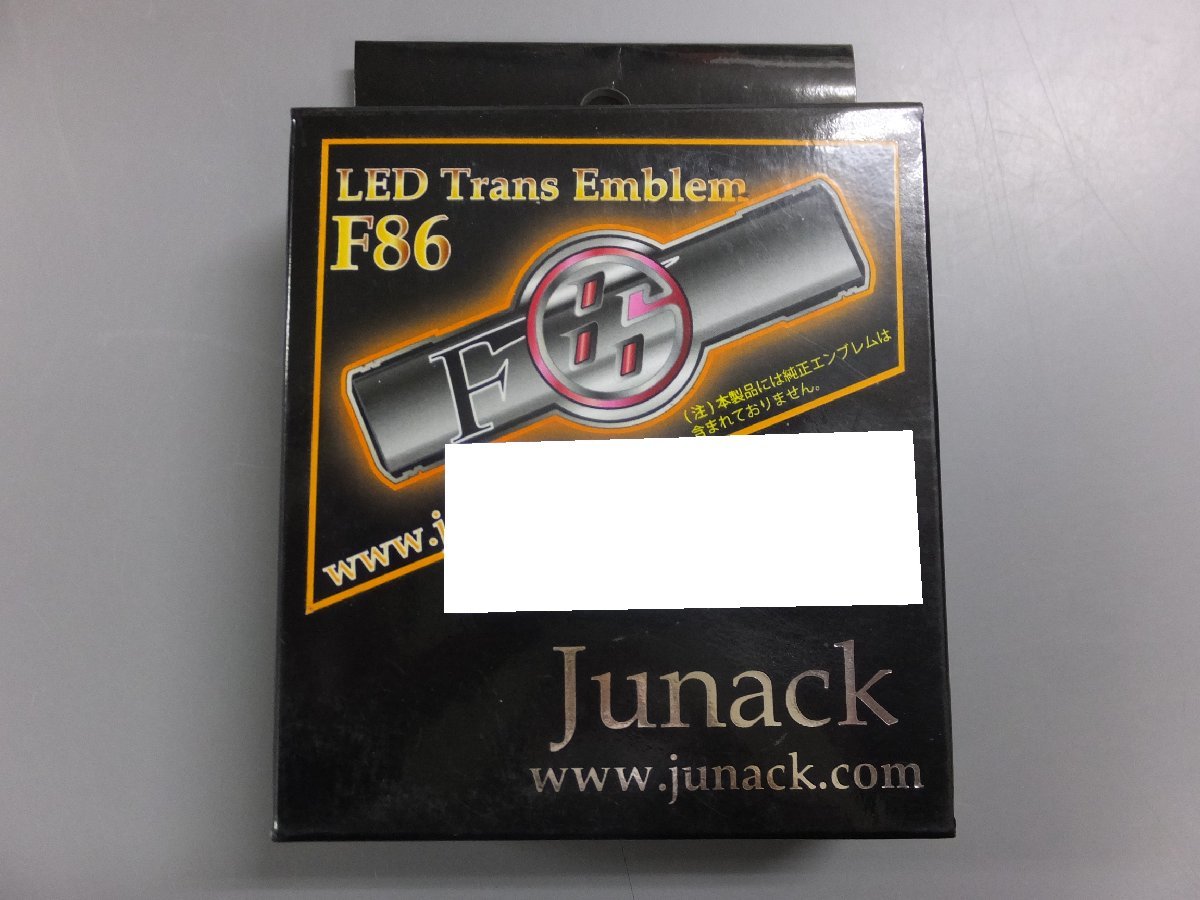 LED Trans Emblem
F86
F 86
(注)本製品には純正エンブレムは
含まれておりません。
www.j
Junack
www.junack.com